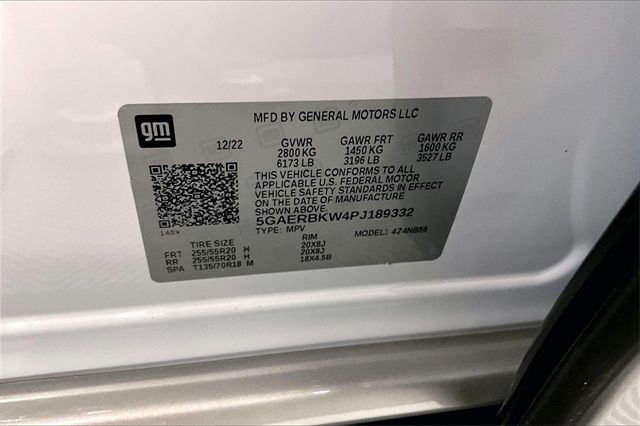 gm
MFD BY GENERAL MOTORS LLC
12/22 GVWR GAWR FRT GAWR RR
2800 KG 1450 KG 1600 KG
6173 LB 3196 LB 3527 LB
THIS VEHICLE CONFORMS TO ALL
APPLICABLE U.S. FEDERAL MOTOR
VEHICLE SAFETY STANDARDS IN EFFECT
ON THE DATE OF MANUFACTURE
SHOWN ABOVE.
5GAERBKW4PJ189332
TYPE: MPV MODEL: 424NB56
TIRE SIZE RIM
FRT 255/55R20 H 20X8J
RR 255/55R20 H 20X8J
SPA T135/70R18 M 18X4.5B